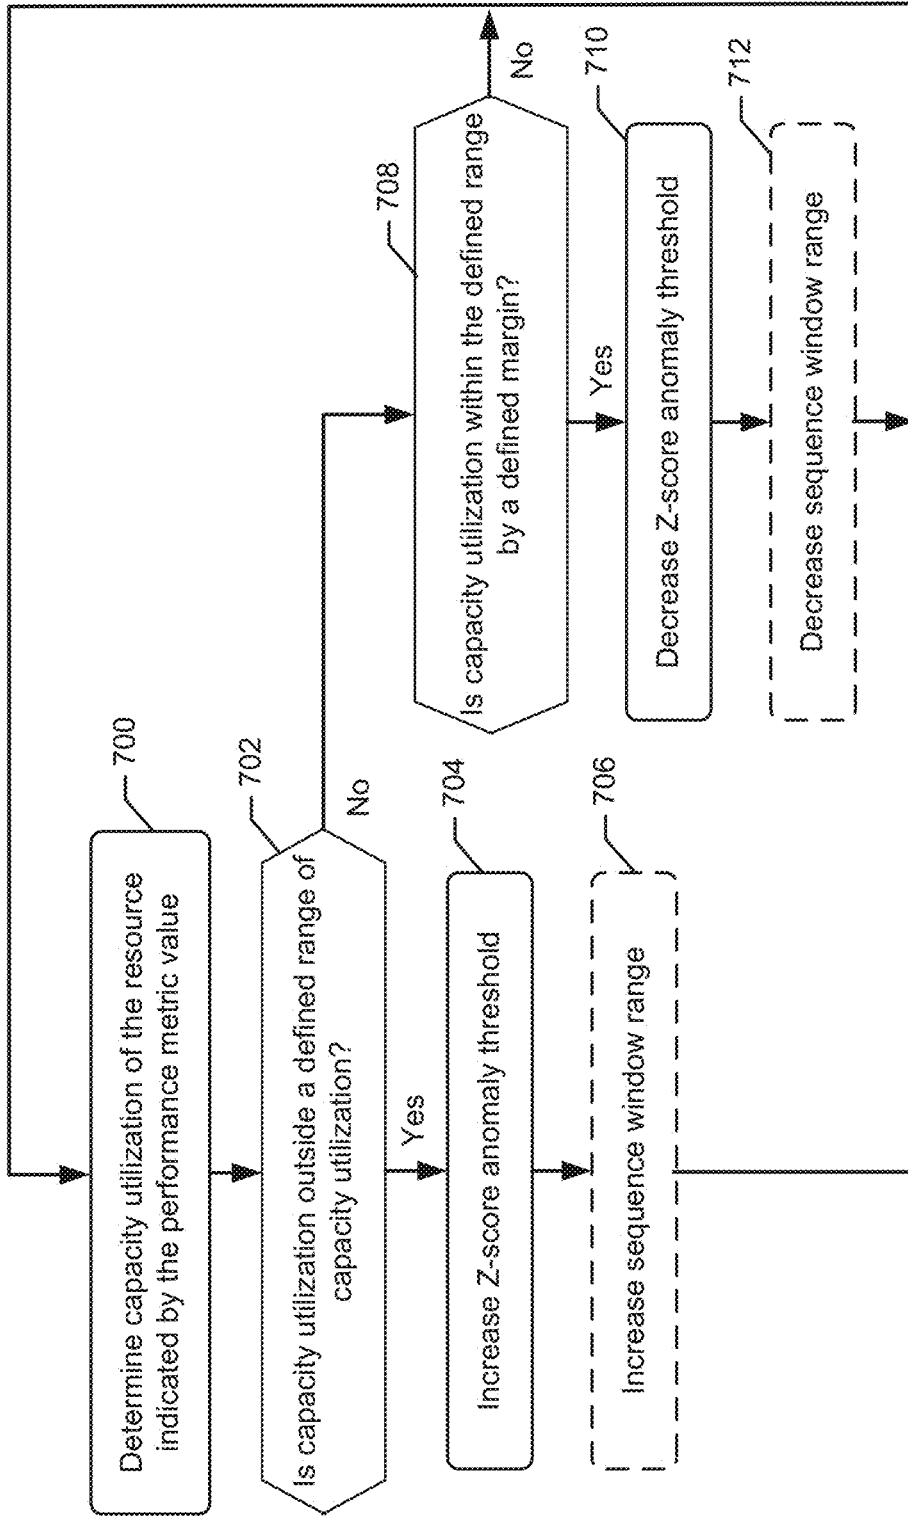 700
Determine capacity utilization of the resource
indicated by the performance metric value
702
Is capacity utilization outside a defined range of
capacity utilization?
No
Yes
704
Increase Z-score anomaly threshold
706
Increase sequence window range
708
Is capacity utilization within the defined range
by a defined margin?
No
Yes
710
Decrease Z-score anomaly threshold
712
Decrease sequence window range